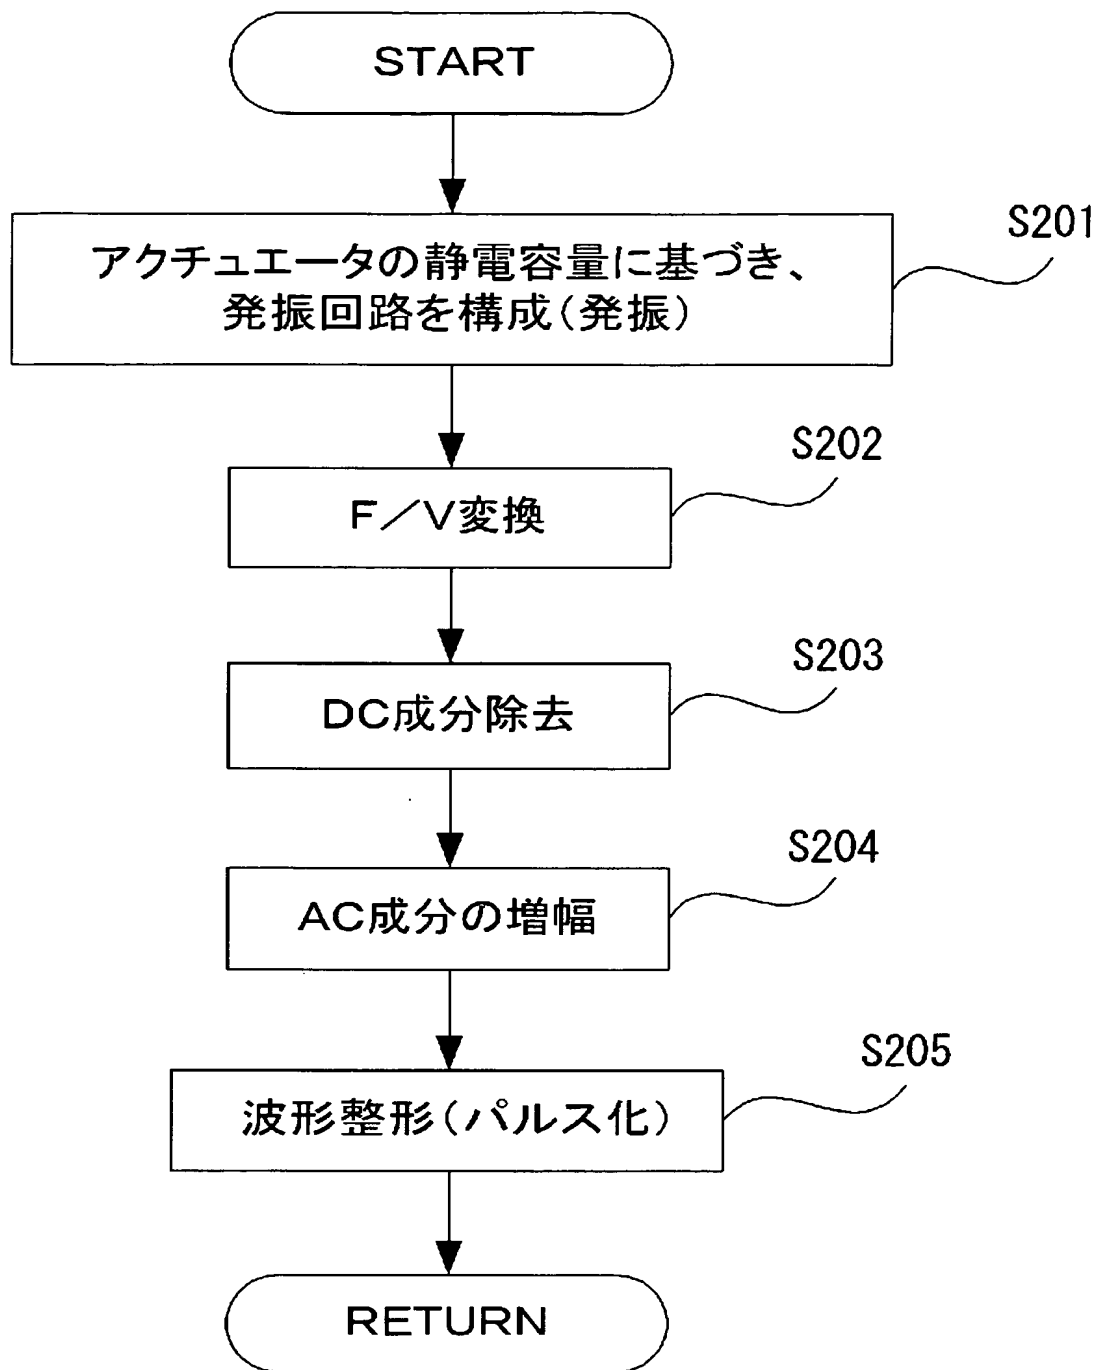 START
S201
アクチュエータの静電容量に基づき、
発振回路を構成(発振)
S202
F/V変換
S203
DC成分除去
S204
AC成分の増幅
S205
波形整形(パルス化)
RETURN